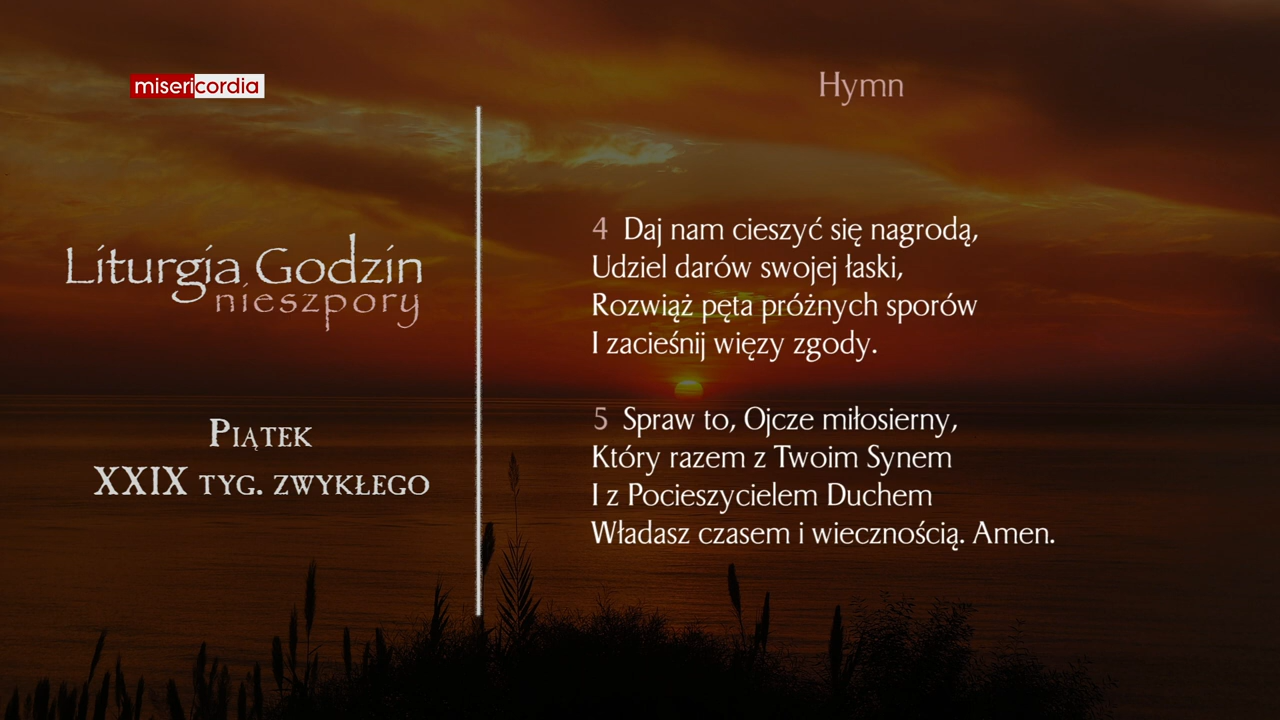 misericordia
Liturgia Godzin
nieszpory
Piątek
XXIX tyg. zwykłego
Hymn
4 Daj nam cieszyć się nagrodą,
Udziel darów swojej łaski,
Rozwiąż pęta próżnych sporów
I zacieśnij więzy zgody.
5 Spraw to, Ojcze miłosierny,
Który razem z Twoim Synem
I z Pocieszycielem Duchem
Władasz czasem i wiecznością. Amen.